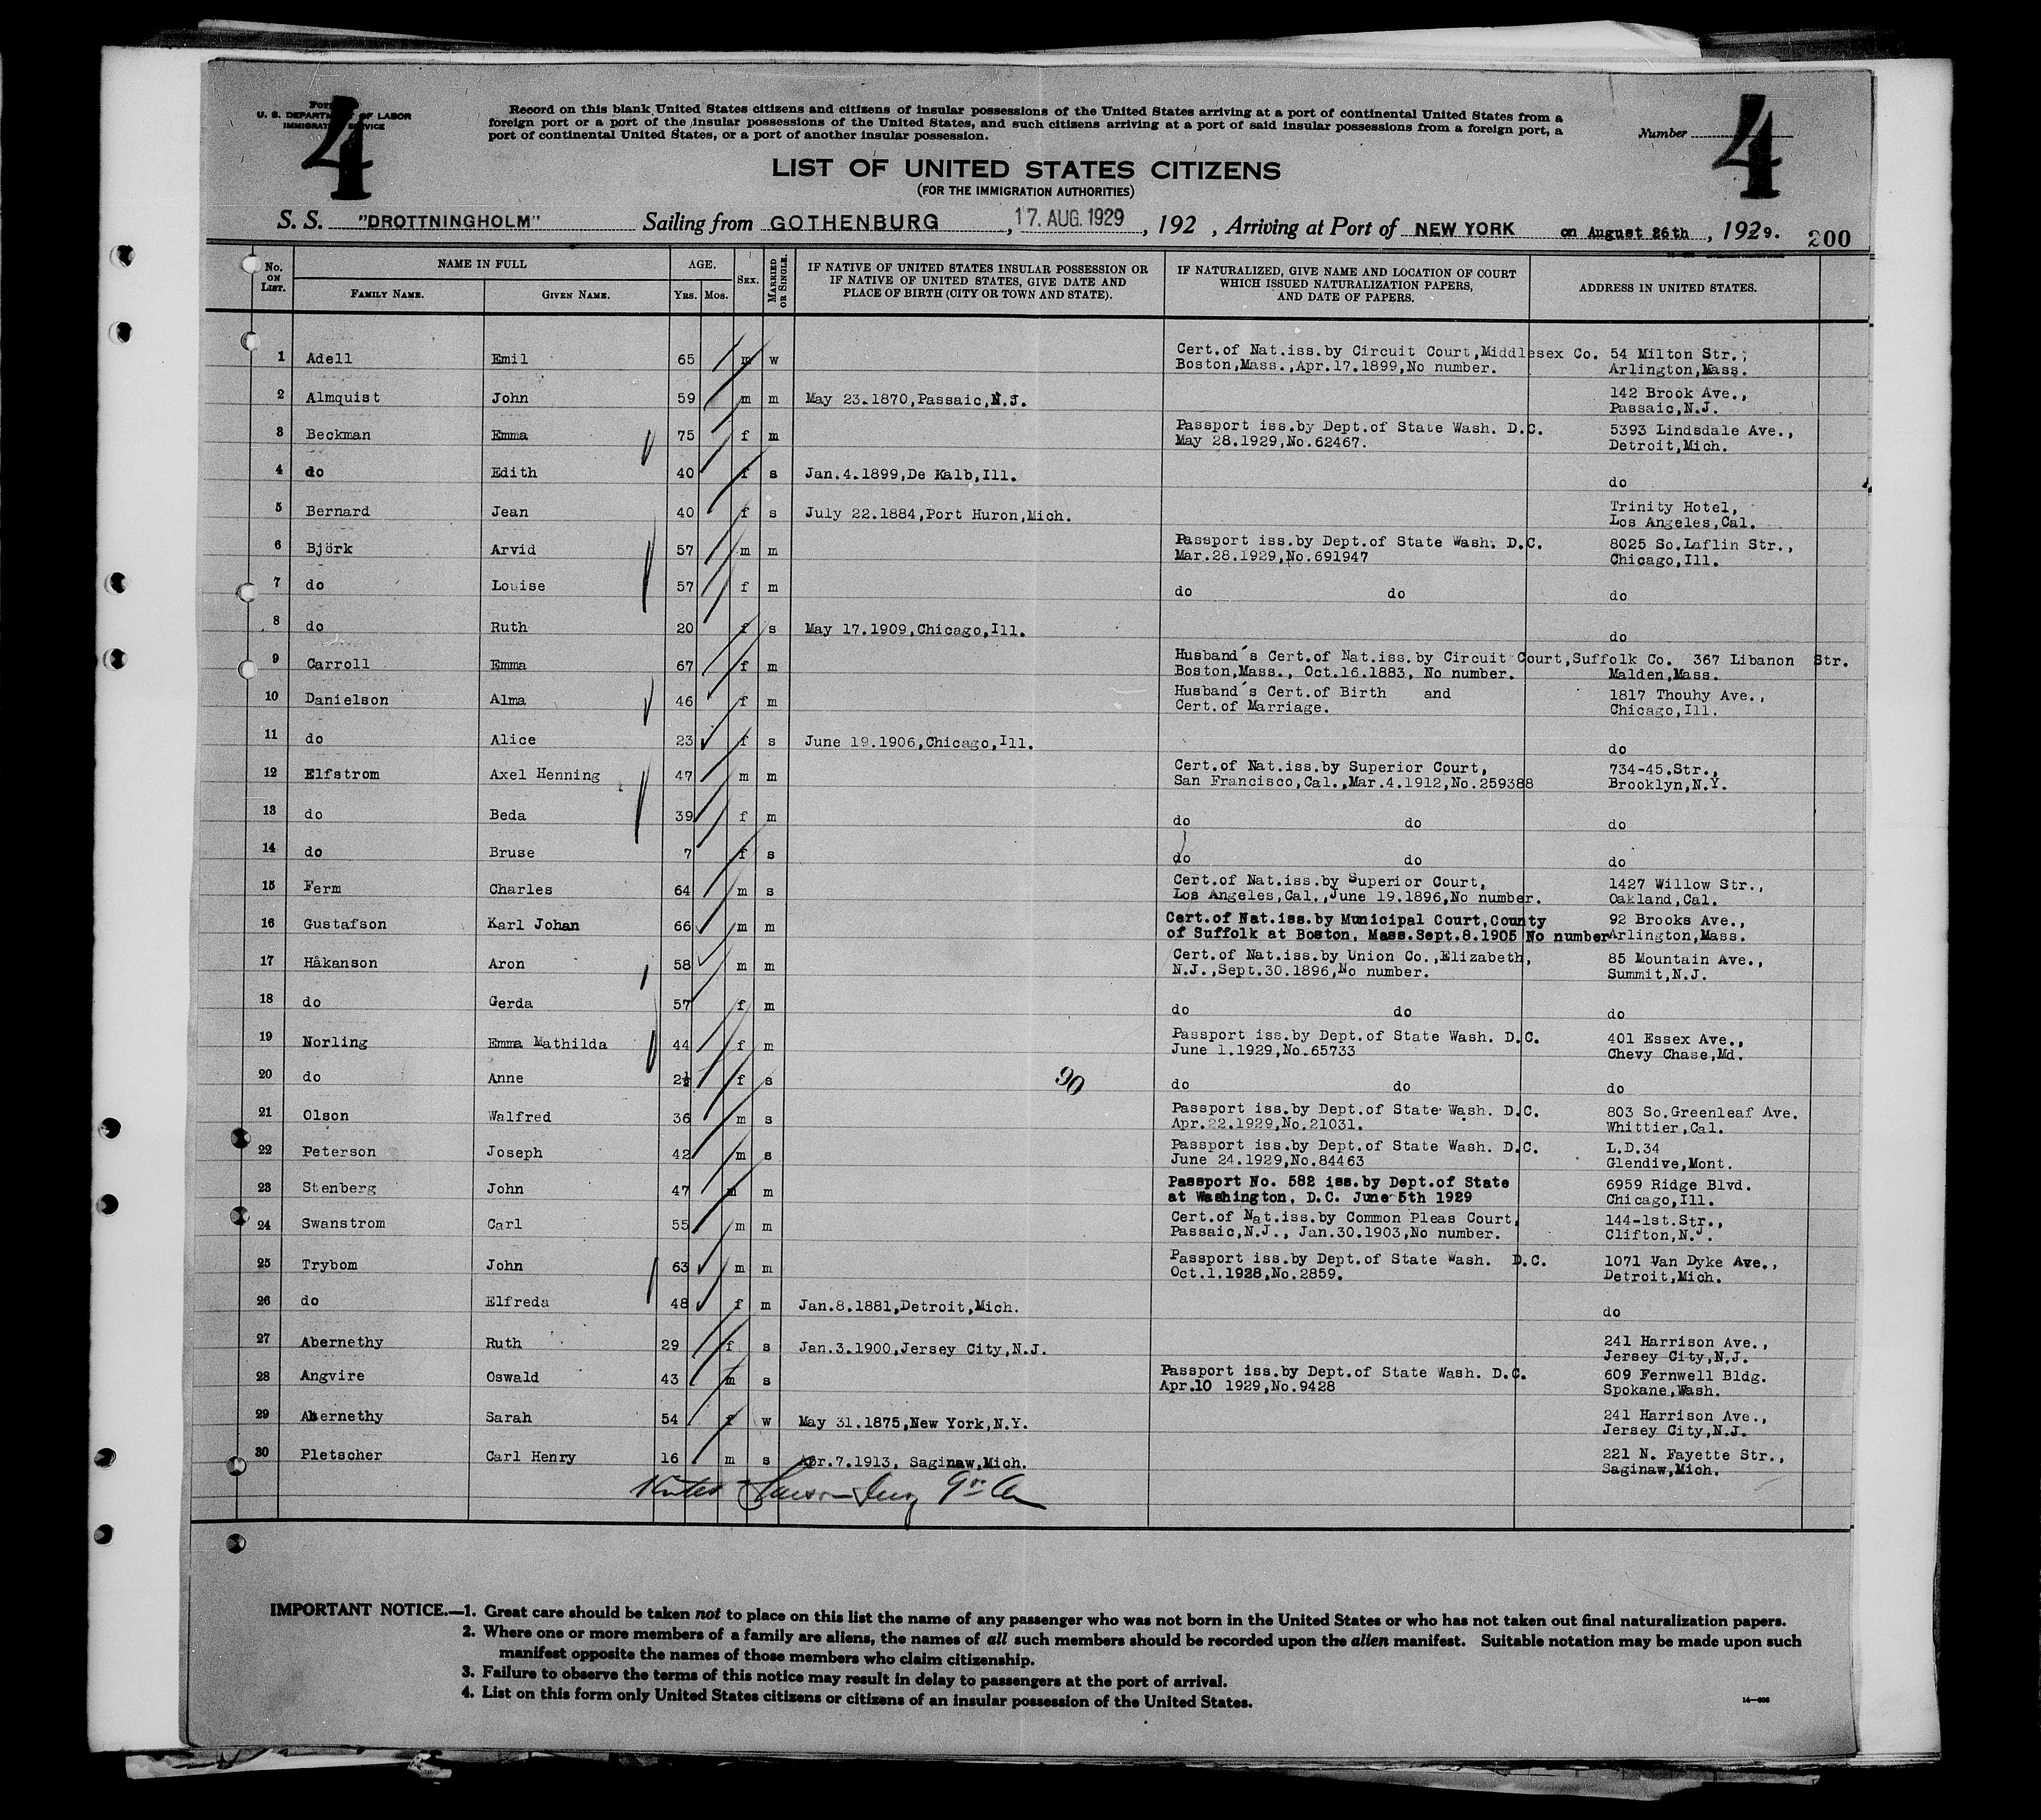 4
Form
U. S. DEPARTMENT OF LABOR
IMMIGRATION SERVICE
Record on this blank United States citizens and citizens of insular possessions of the United States arriving at a port of continental United States from a
foreign port or a port of the insular possessions of the United States, and such citizens arriving at a port of said insular possessions from a foreign port, a
port of continental United States, or a port of another insular possession.
Number
4
LIST OF UNITED STATES CITIZENS
(FOR THE IMMIGRATION AUTHORITIES)
S. S. "DROTTNINGHOLM" Sailing from GOTHENBURG, 17. AUG. 1929, 192 , Arriving at Port of NEW YORK on August 26th, 1929. 200
No. ON LIST. NAME IN FULL AGE. SEX. MARRIED OR SINGLE. IF NATIVE OF UNITED STATES INSULAR POSSESSION OR IF NATIVE OF UNITED STATES, GIVE DATE AND PLACE OF BIRTH (CITY OR TOWN AND STATE). IF NATURALIZED, GIVE NAME AND LOCATION OF COURT WHICH ISSUED NATURALIZATION PAPERS, AND DATE OF PAPERS. ADDRESS IN UNITED STATES.
FAMILY NAME. GIVEN NAME. YRS. MOS.
1 Adell Emil 65 m w Cert.of Nat.iss.by Circuit Court,Middlesex Co. 54 Milton Str.,
Boston,Mass.,Apr.17.1899,No number. Arlington,Mass.
2 Almquist John 59 m m May 23.1870,Passaic,N.J. 142 Brook Ave.,
Passaic,N.J.
3 Beckman Emma 75 f m Passport iss.by Dept.of State Wash. D.C. 5393 Lindsdale Ave.,
May 28.1929,No.62467. Detroit,Mich.
4 do Edith 40 f s Jan.4.1899,De Kalb,Ill. do
5 Bernard Jean 40 f s July 22.1884,Port Huron,Mich. Trinity Hotel,
Los Angeles,Cal.
6 Björk Arvid 57 m m Passport iss.by Dept.of State Wash. D.C. 8025 So.Laflin Str.,
Mar.28.1929,No.691947 Chicago,Ill.
7 do Louise 57 f m do do do
8 do Ruth 20 f s May 17.1909,Chicago,Ill. do
9 Carroll Emma 67 f m Husband's Cert.of Nat.iss.by Circuit Court,Suffolk Co. 367 Libanon Str.
Boston,Mass., Oct.16.1883, No number. Malden,Mass.
10 Danielson Alma 46 f m Husband's Cert.of Birth and 1817 Thouhy Ave.,
Cert.of Marriage. Chicago,Ill.
11 do Alice 23 f s June 19.1906,Chicago,Ill. do
12 Elfstrom Axel Henning 47 m m Cert.of Nat.iss.by Superior Court, 734-45.Str.,
San Francisco,Cal.,Mar.4.1912,No.259388 Brooklyn,N.Y.
13 do Beda 39 f m do do do
14 do Bruse 7 f s do do do
15 Ferm Charles 64 m s Cert.of Nat.iss.by Superior Court, 1427 Willow Str.,
Los Angeles,Cal.,June 19.1896,No number. Oakland,Cal.
16 Gustafson Karl Johan 66 m m Cert.of Nat.iss.by Municipal Court,County 92 Brooks Ave.,
of Suffolk at Boston, Mass.Sept.8.1905 No number Arlington,Mass.
17 Håkanson Aron 58 m m Cert.of Nat.iss.by Union Co.,Elizabeth, 85 Mountain Ave.,
N.J.,Sept.30.1896,No number. Summit,N.J.
18 do Gerda 57 f m do do do
19 Norling Emma Mathilda 44 f m Passport iss.by Dept.of State Wash. D.C. 401 Essex Ave.,
June 1.1929,No.65733 Chevy Chase,Md.
20 do Anne 2½ f s 90 do do do
21 Olson Walfred 36 m s Passport iss.by Dept.of State Wash. D.C. 803 So.Greenleaf Ave.
Apr.22.1929,No.21031. Whittier,Cal.
22 Peterson Joseph 42 m s Passport iss.by Dept.of State Wash. D.C. L.D.34
June 24.1929,No.84463 Glendive,Mont.
23 Stenberg John 47 m m Passport No. 582 iss.by Dept.of State 6959 Ridge Blvd.
at Washington, D.C. June 5th 1929 Chicago,Ill.
24 Swanstrom Carl 55 m m Cert.of Nat.iss.by Common Pleas Court, 144-1st.Str.,
Passaic,N.J., Jan.30.1903,No number. Clifton,N.J.
25 Trybom John 63 m m Passport iss.by Dept.of State Wash. D.C. 1071 Van Dyke Ave.,
Oct.1.1928,No.2859. Detroit,Mich.
26 do Elfreda 48 f m Jan.8.1881,Detroit,Mich. do
27 Abernethy Ruth 29 f s Jan.3.1900,Jersey City,N.J. 241 Harrison Ave.,
Jersey City,N.J.
28 Angvire Oswald 43 m s Passport iss.by Dept.of State Wash. D.C. 609 Fernwell Bldg.
Apr.10 1929,No.9428 Spokane,Wash.
29 Abernethy Sarah 54 f w May 31.1875,New York,N.Y. 241 Harrison Ave.,
Jersey City,N.J.
30 Pletscher Carl Henry 16 m s Apr.7.1913, Saginaw,Mich. 221 N. Fayette Str.,
Saginaw,Mich.
IMPORTANT NOTICE.—1. Great care should be taken not to place on this list the name of any passenger who was not born in the United States or who has not taken out final naturalization papers.
2. Where one or more members of a family are aliens, the names of all such members should be recorded upon the alien manifest. Suitable notation may be made upon such
manifest opposite the names of those members who claim citizenship.
3. Failure to observe the terms of this notice may result in delay to passengers at the port of arrival.
4. List on this form only United States citizens or citizens of an insular possession of the United States.